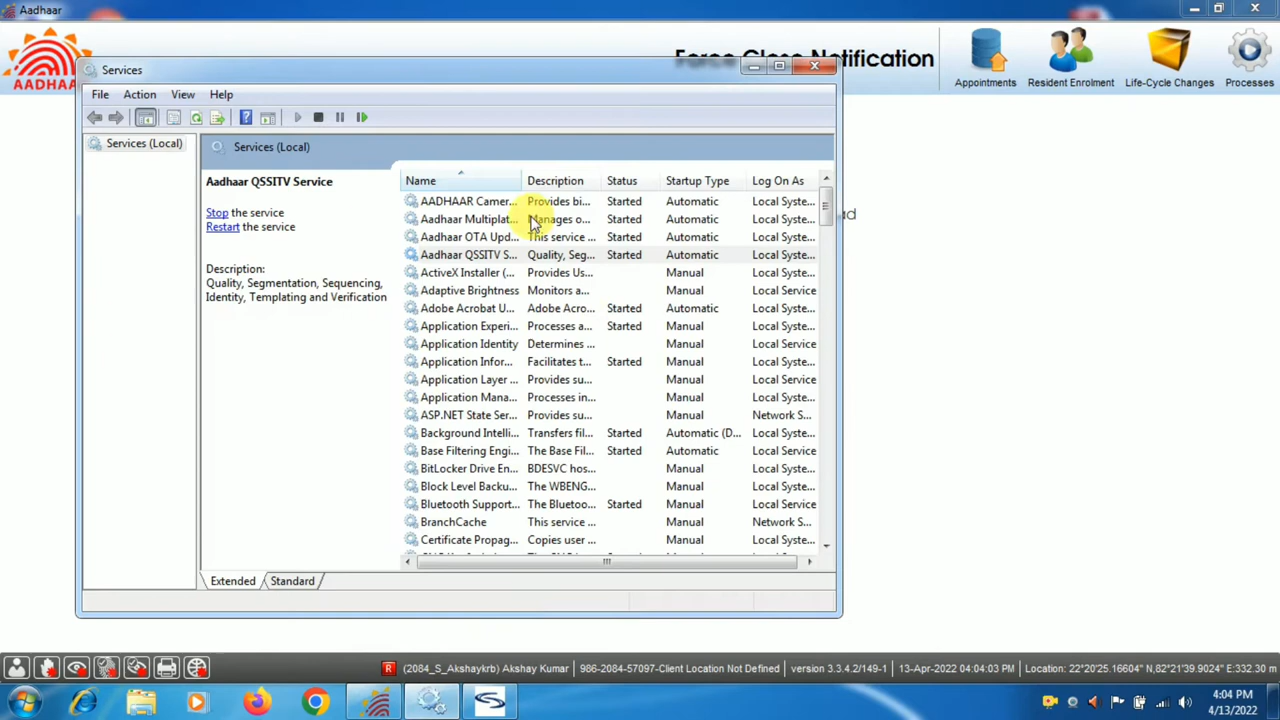 Aadhaar
AADHAAR
Force Close Notification
Appointments
Resident Enrolment
Life-Cycle Changes
Processes
Services
File Action View Help
Services (Local)
Services (Local)
Aadhaar QSSITV Service
Stop the service
Restart the service
Description:
Quality, Segmentation, Sequencing,
Identity, Templating and Verification
Name Description Status Startup Type Log On As
AADHAAR Camer... Provides bi... Started Automatic Local Syste...
Aadhaar Multiplat... Manages o... Started Automatic Local Syste...
Aadhaar OTA Upd... This service ... Started Automatic Local Syste...
Aadhaar QSSITV S... Quality, Seg... Started Automatic Local Syste...
ActiveX Installer (... Provides Us... Manual Local Syste...
Adaptive Brightness Monitors a... Manual Local Service
Adobe Acrobat U... Adobe Acro... Started Automatic Local Syste...
Application Experi... Processes a... Started Manual Local Syste...
Application Identity Determines ... Manual Local Service
Application Infor... Facilitates t... Started Manual Local Syste...
Application Layer ... Provides su... Manual Local Service
Application Mana... Processes in... Manual Local Syste...
ASP.NET State Ser... Provides su... Manual Network S...
Background Intelli... Transfers fil... Started Automatic (D... Local Syste...
Base Filtering Engi... The Base Fil... Started Automatic Local Service
BitLocker Drive En... BDESVC hos... Manual Local Syste...
Block Level Backu... The WBENG... Manual Local Syste...
Bluetooth Support... The Bluetoo... Started Manual Local Service
BranchCache This service ... Manual Network S...
Certificate Propag... Copies user ... Manual Local Syste...
Extended Standard
R (2084_S_Akshaykrb) Akshay Kumar 986-2084-57097-Client Location Not Defined version 3.3.4.2/149-1 13-Apr-2022 04:04:03 PM Location: 22°20'25.16604" N,82°21'39.9024" E/332.30 m
4:04 PM
4/13/2022